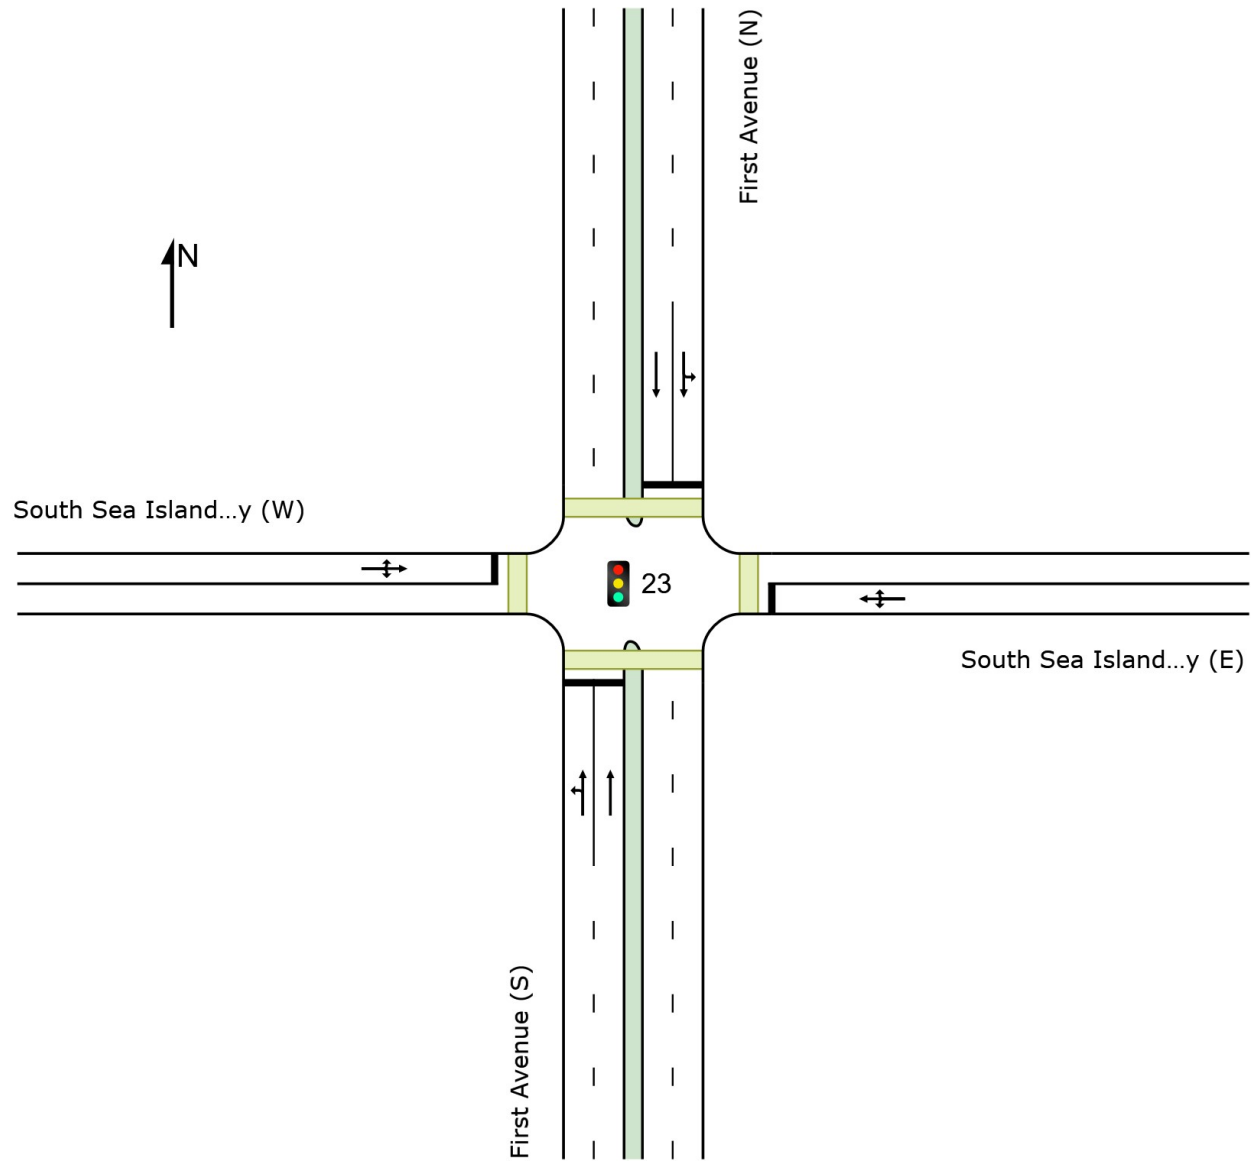 First Avenue (N)
N
South Sea Island...y (W)
23
South Sea Island...y (E)
First Avenue (S)